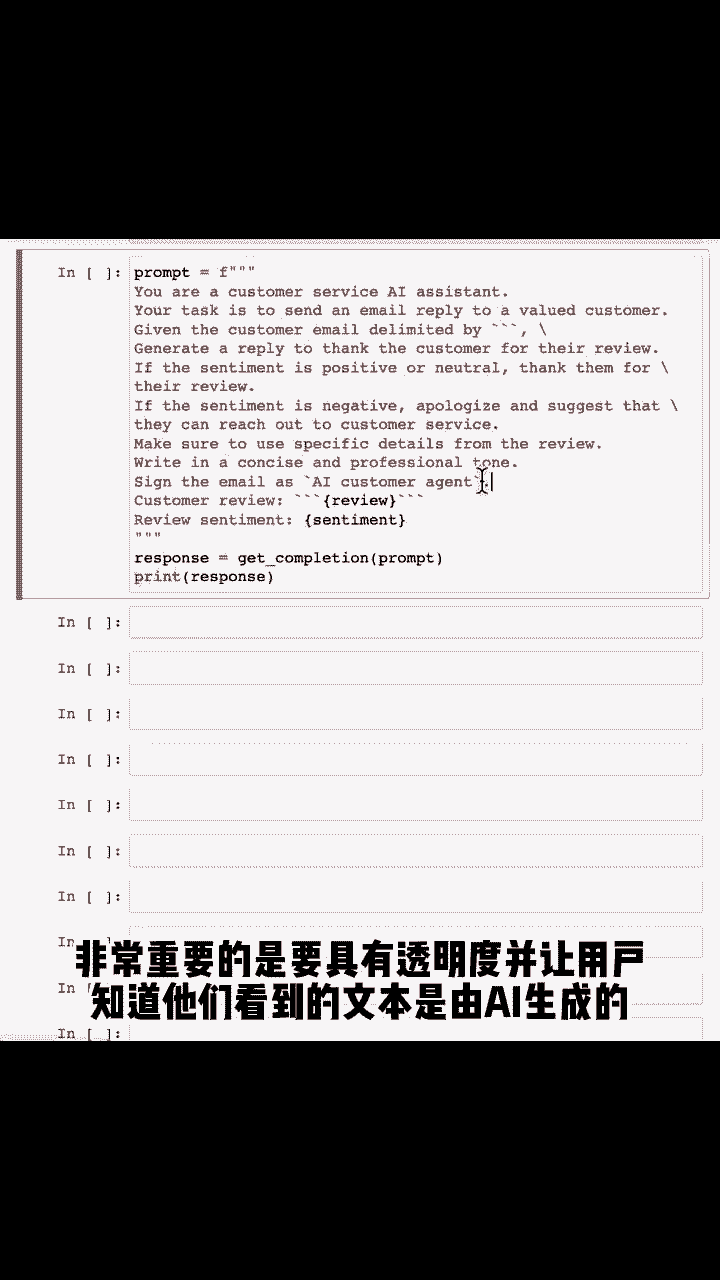 In [ ]: prompt = f"""
You are a customer service AI assistant.
Your task is to send an email reply to a valued customer.
Given the customer email delimited by ```, \
Generate a reply to thank the customer for their review.
If the sentiment is positive or neutral, thank them for \
their review.
If the sentiment is negative, apologize and suggest that \
they can reach out to customer service.
Make sure to use specific details from the review.
Write in a concise and professional tone.
Sign the email as `AI customer agent`.
Customer review: ```{review}```
Review sentiment: {sentiment}
"""
response = get_completion(prompt)
print(response)
In [ ]:
In [ ]:
In [ ]:
In [ ]:
In [ ]:
In [ ]:
In [ ]:
In
非常重要的是要具有透明度并让用户
In
知道他们看到的文本是由AI生成的
In [ ]: